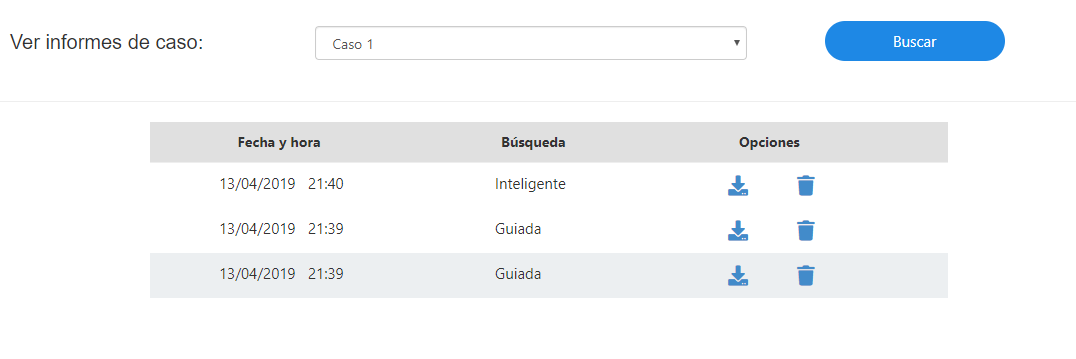 Ver informes de caso: Caso 1 Buscar
Fecha y hora Búsqueda Opciones
13/04/2019 21:40 Inteligente
13/04/2019 21:39 Guiada
13/04/2019 21:39 Guiada